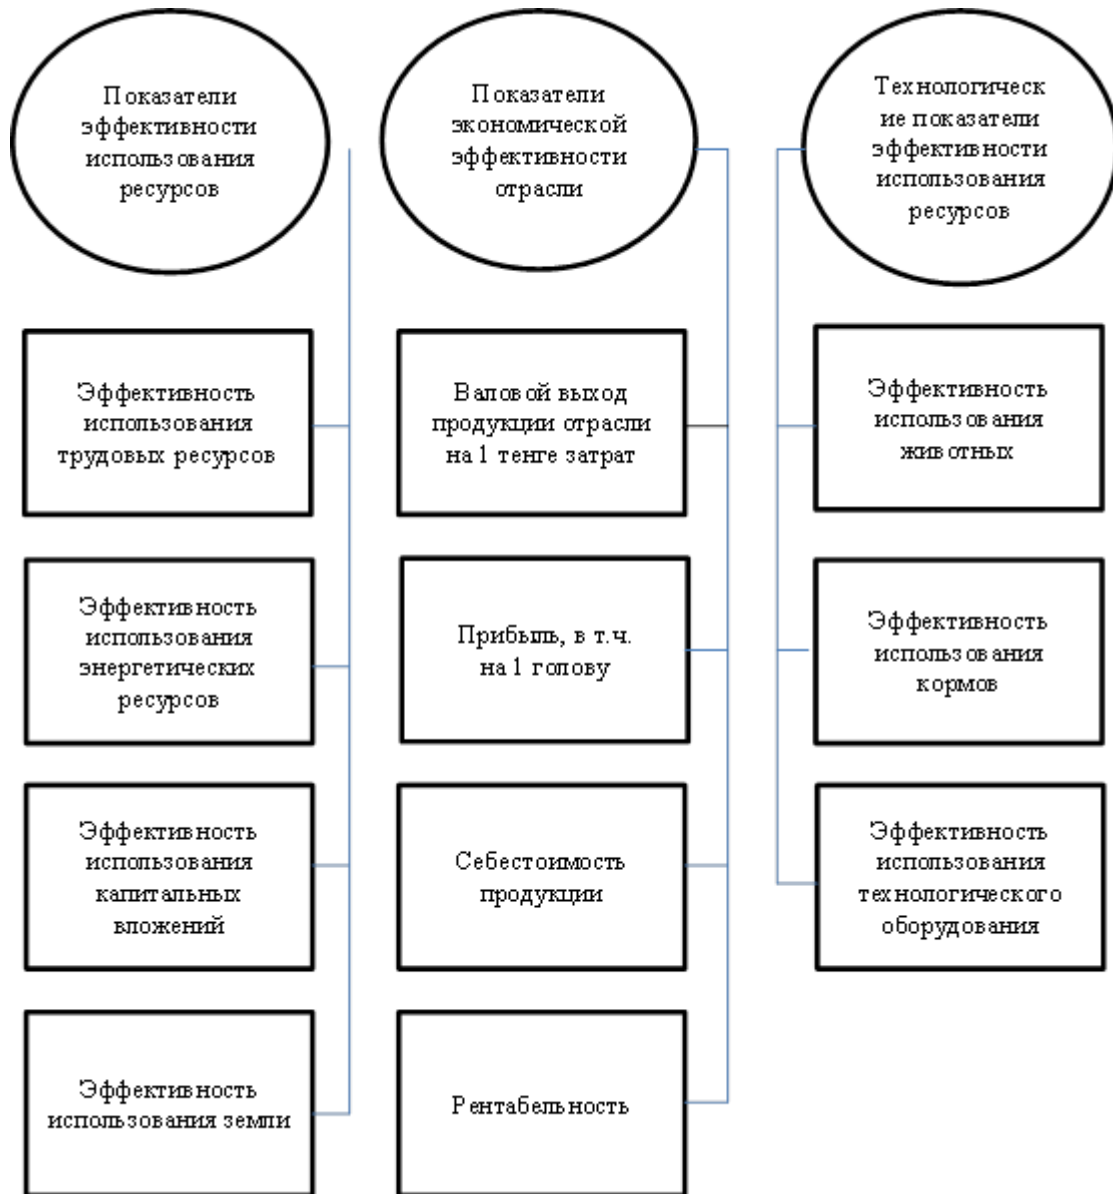 Показатели
эффективности
использования
ресурсов
Показатели
экономической
эффективности
отрасли
Технологическ
ие показатели
эффективности
использования
ресурсов
Эффективность
использования
трудовых ресурсов
Валовой выход
продукции отрасли
на 1 тенге затрат
Эффективность
использования
животных
Эффективность
использования
энергетических
ресурсов
Прибыль, в т.ч.
на 1 голову
Эффективность
использования
кормов
Эффективность
использования
капитальных
вложений
Себестоимость
продукции
Эффективность
использования
технологического
оборудования
Эффективность
использования земли
Рентабельность